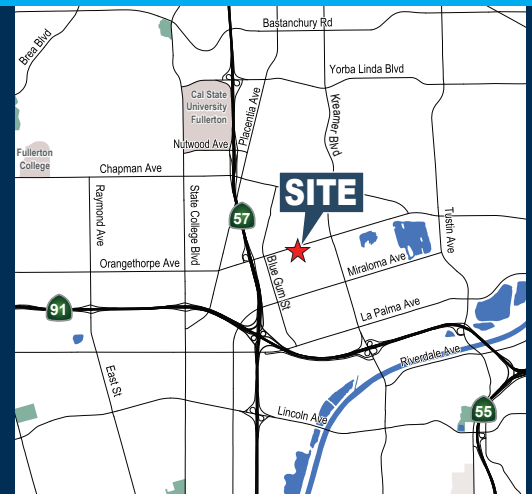 Bastanchury Rd
Brea Blvd
Yorba Linda Blvd
Cal State
University
Fullerton
Placentia Ave
Kreamer Blvd
Nutwood Ave
Fullerton
College
Chapman Ave
SITE
Raymond Ave
State College Blvd
57
Tustin Ave
Blue Gum St
Orangethorpe Ave
Miraloma Ave
91
La Palma Ave
Riverdale Ave
East St
Lincoln Ave
55